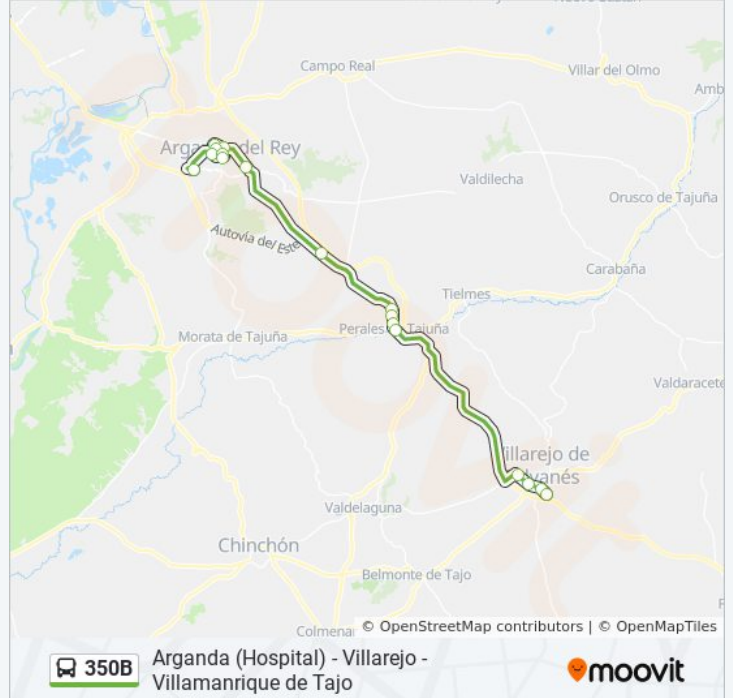 Campo Real
Villar del Olmo
Amb
Arganda del Rey
Valdilecha
Orusco de Tajuña
Autovía del Este
Carabaña
Tielmes
Morata de Tajuña
Perales Tajuña
Valdaracete
Villarejo de
vanés
Valdelaguna
Chinchón
Belmonte de Tajo
Colmenar
© OpenStreetMap contributors | © OpenMapTiles
350B
Arganda (Hospital) - Villarejo -
Villamanrique de Tajo
moovit